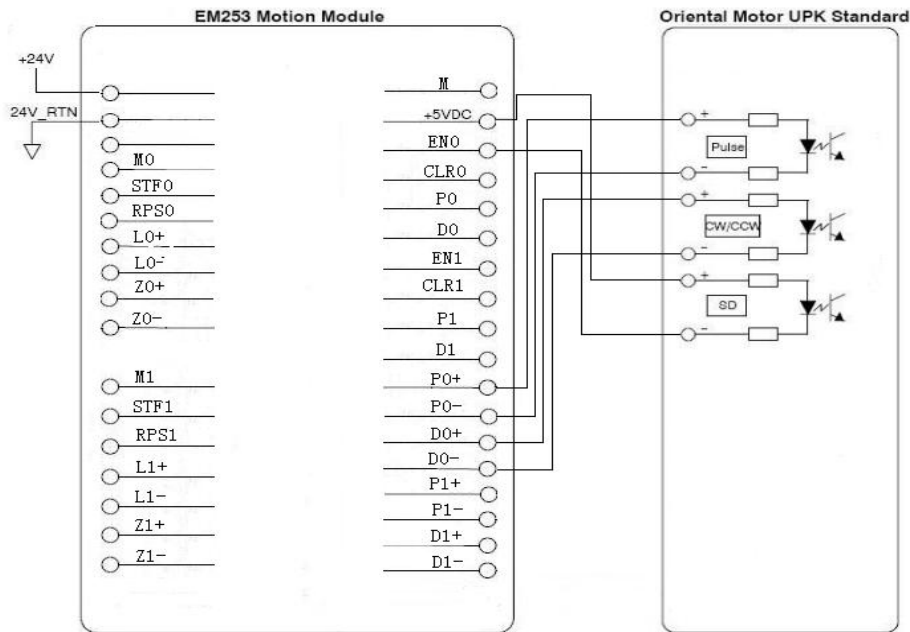 EM253 Motion Module
Oriental Motor UPK Standard
+24V
24V_RTN
M0
STF0
RPS0
L0+
L0-
Z0+
Z0-
M1
STF1
RPS1
L1+
L1-
Z1+
Z1-
M
+5VDC
EN0
CLR0
P0
D0
EN1
CLR1
P1
D1
P0+
P0-
D0+
D0-
P1+
P1-
D1+
D1-
+
Pulse
-
+
CW/CCW
-
+
SD
-